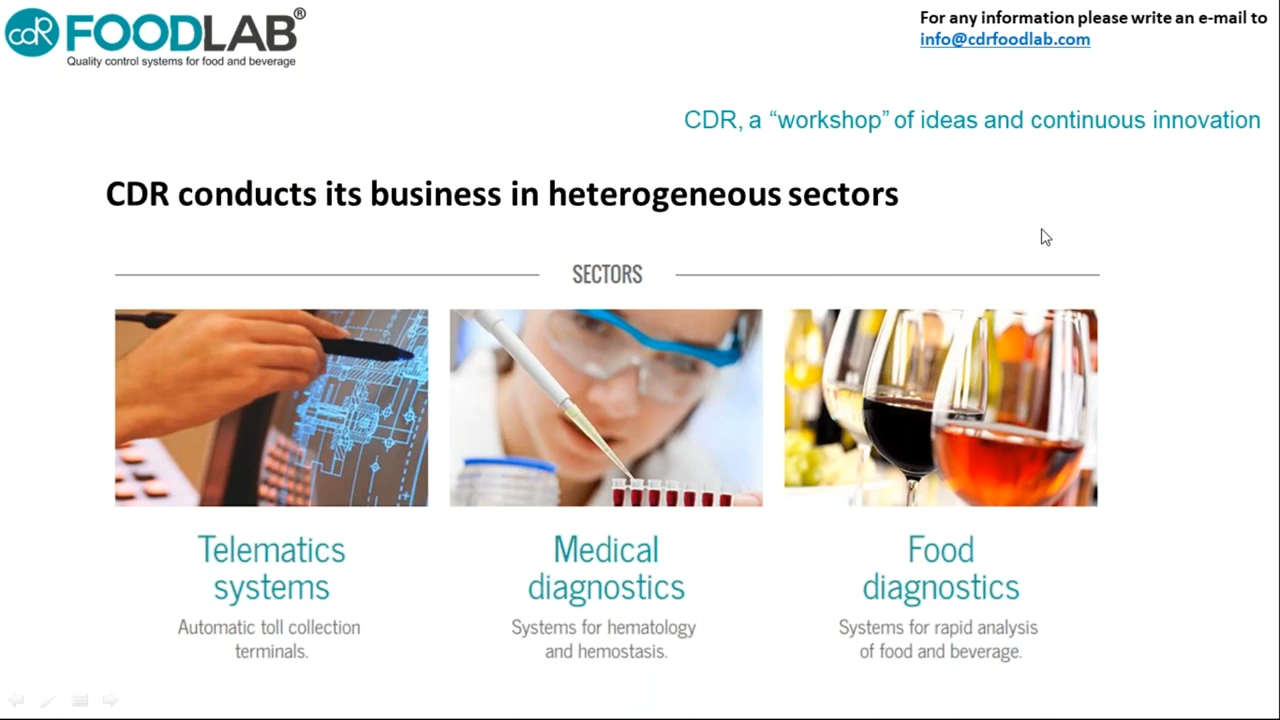 cdR FOODLAB®
Quality control systems for food and beverage
For any information please write an e-mail to
info@cdrfoodlab.com
CDR, a “workshop” of ideas and continuous innovation
CDR conducts its business in heterogeneous sectors
SECTORS
Telematics
systems
Automatic toll collection
terminals.
Medical
diagnostics
Systems for hematology
and hemostasis.
Food
diagnostics
Systems for rapid analysis
of food and beverage.